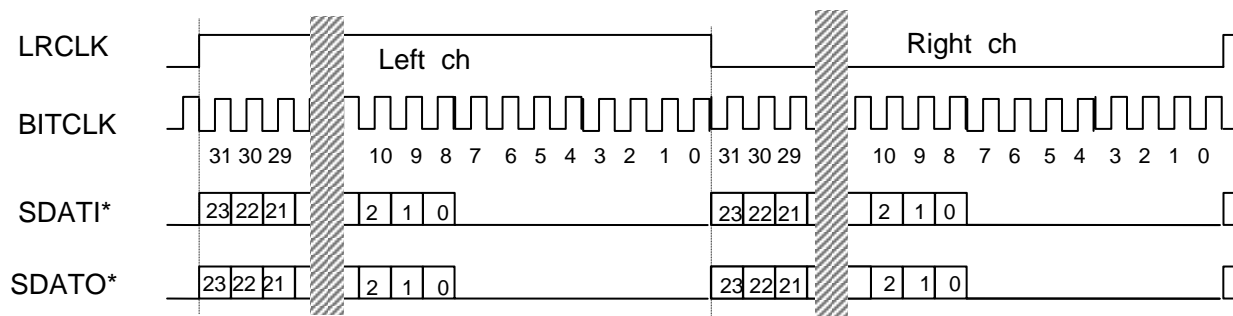 LRCLK Left ch Right ch
BITCLK
31 30 29 10 9 8 7 6 5 4 3 2 1 0 31 30 29 10 9 8 7 6 5 4 3 2 1 0
SDATI* 23 22 21 2 1 0 23 22 21 2 1 0
SDATO* 23 22 21 2 1 0 23 22 21 2 1 0